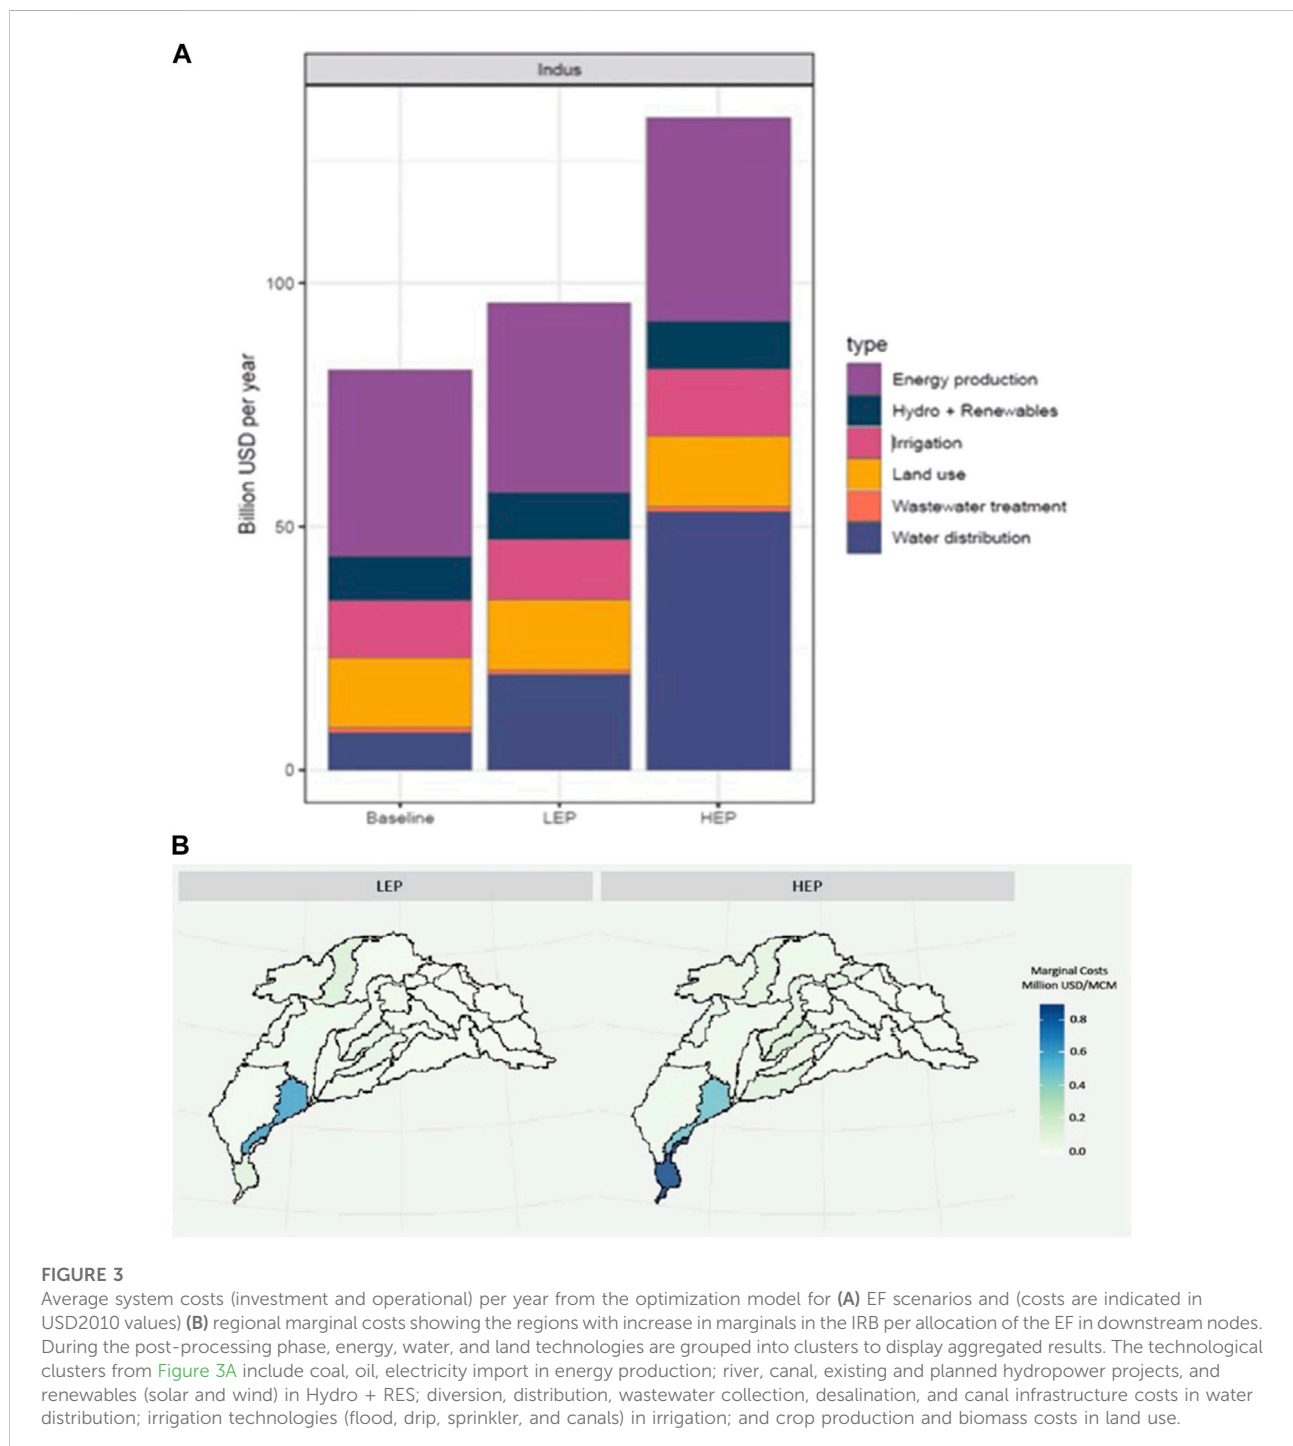 A
Indus
Billion USD per year
100
50
0
Baseline
LEP
HEP
type
Energy production
Hydro + Renewables
Irrigation
Land use
Wastewater treatment
Water distribution
B
LEP
HEP
Marginal Costs
Million USD/MCM
0.8
0.6
0.4
0.2
0.0
FIGURE 3
Average system costs (investment and operational) per year from the optimization model for (A) EF scenarios and (costs are indicated in
USD2010 values) (B) regional marginal costs showing the regions with increase in marginals in the IRB per allocation of the EF in downstream nodes.
During the post-processing phase, energy, water, and land technologies are grouped into clusters to display aggregated results. The technological
clusters from Figure 3A include coal, oil, electricity import in energy production; river, canal, existing and planned hydropower projects, and
renewables (solar and wind) in Hydro + RES; diversion, distribution, wastewater collection, desalination, and canal infrastructure costs in water
distribution; irrigation technologies (flood, drip, sprinkler, and canals) in irrigation; and crop production and biomass costs in land use.